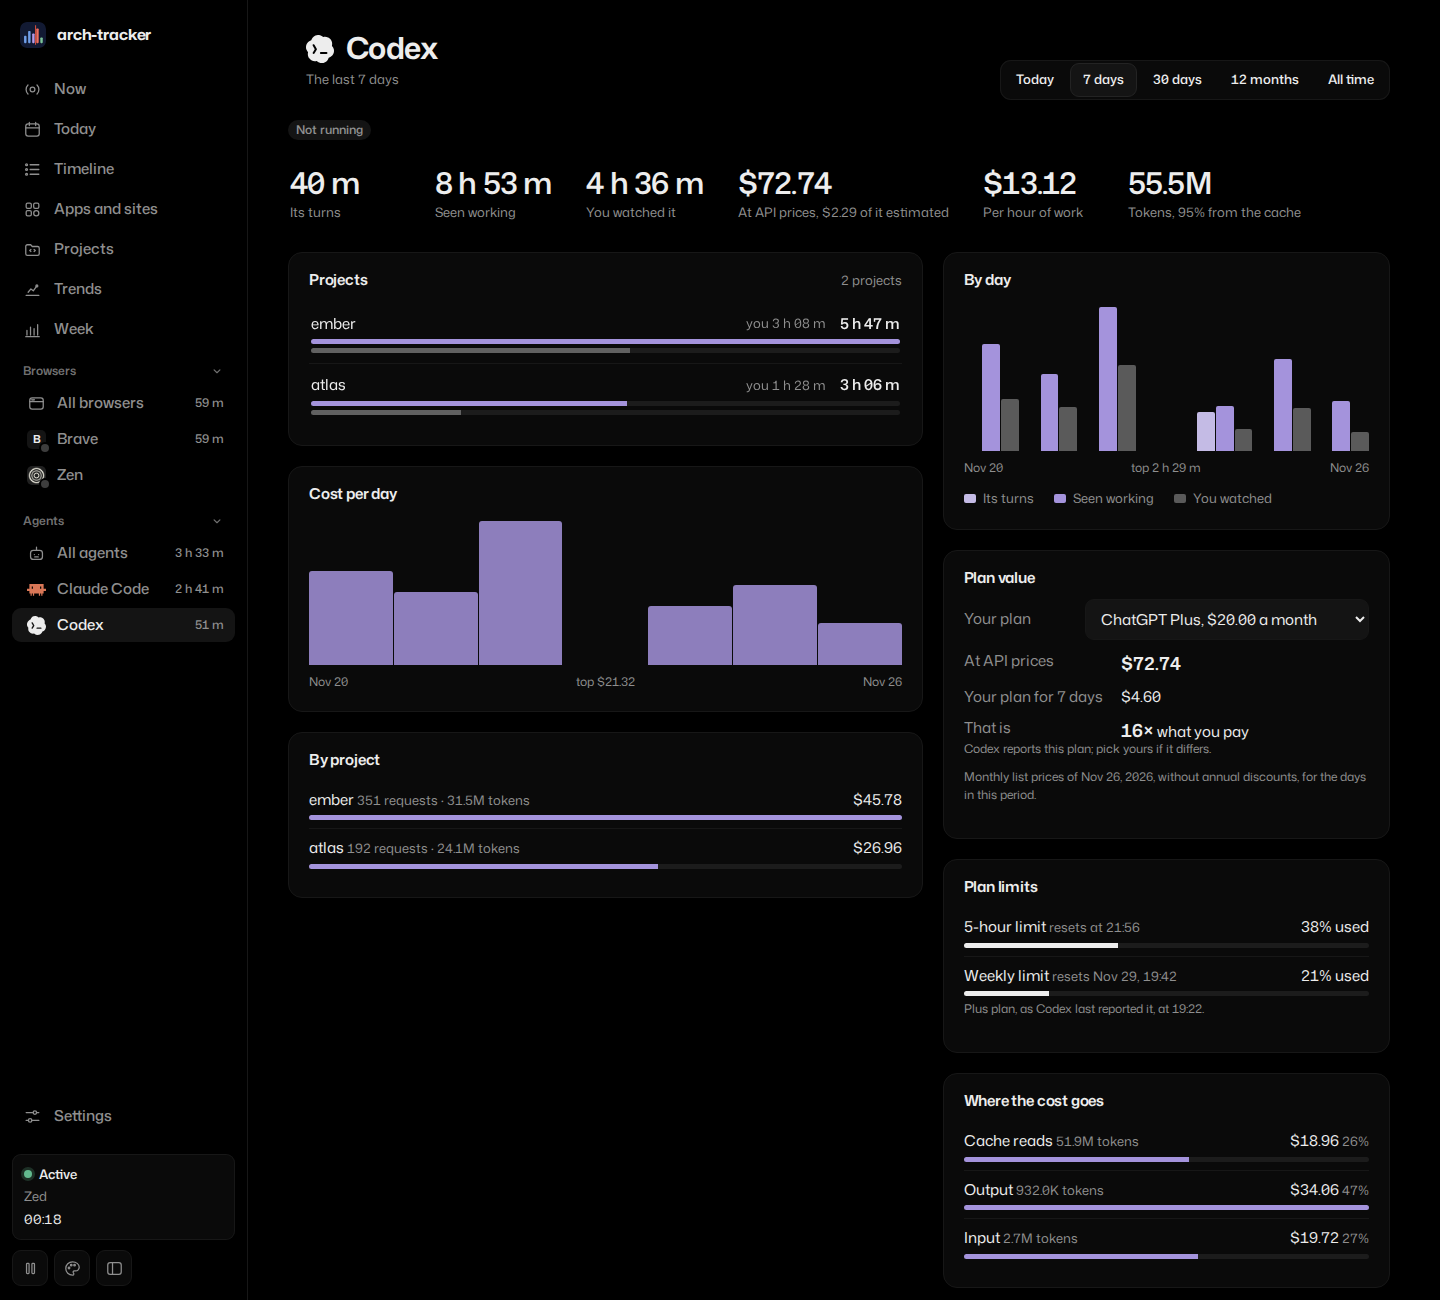 arch-tracker
Now
Today
Timeline
Apps and sites
Projects
Trends
Week
Browsers
All browsers 59 m
B Brave 59 m
Zen
Agents
All agents 3 h 33 m
Claude Code 2 h 41 m
Codex 51 m
Settings
Active
Zed
00:18
Codex
The last 7 days
Today 7 days 30 days 12 months All time
Not running
40 m 8 h 53 m 4 h 36 m $72.74 $13.12 55.5M
Its turns Seen working You watched it At API prices, $2.29 of it estimated Per hour of work Tokens, 95% from the cache
Projects 2 projects
ember you 3 h 08 m 5 h 47 m
atlas you 1 h 28 m 3 h 06 m
Cost per day
Nov 20 top $21.32 Nov 26
By project
ember 351 requests · 31.5M tokens $45.78
atlas 192 requests · 24.1M tokens $26.96
By day
Nov 20 top 2 h 29 m Nov 26
Its turns Seen working You watched
Plan value
Your plan ChatGPT Plus, $20.00 a month
At API prices $72.74
Your plan for 7 days $4.60
That is 16× what you pay
Codex reports this plan; pick yours if it differs.
Monthly list prices of Nov 26, 2026, without annual discounts, for the days
in this period.
Plan limits
5-hour limit resets at 21:56 38% used
Weekly limit resets Nov 29, 19:42 21% used
Plus plan, as Codex last reported it, at 19:22.
Where the cost goes
Cache reads 51.9M tokens $18.96 26%
Output 932.0K tokens $34.06 47%
Input 2.7M tokens $19.72 27%